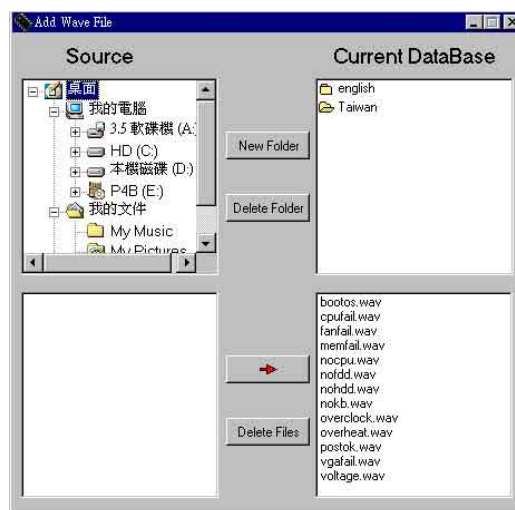 Add Wave File
Source
Current DataBase
桌面
我的電腦
3.5 軟碟機 (A:
HD (C:)
本機磁碟 (D:)
P4B (E:)
我的文件
My Music
My Pictures
New Folder
Delete Folder
english
Taiwan
Delete Files
bootos.wav
cpufail.wav
fanfail.wav
memfail.wav
nocpu.wav
nofdd.wav
nohdd.wav
nokb.wav
overclock.wav
overheat.wav
postok.wav
vgafail.wav
voltage.wav